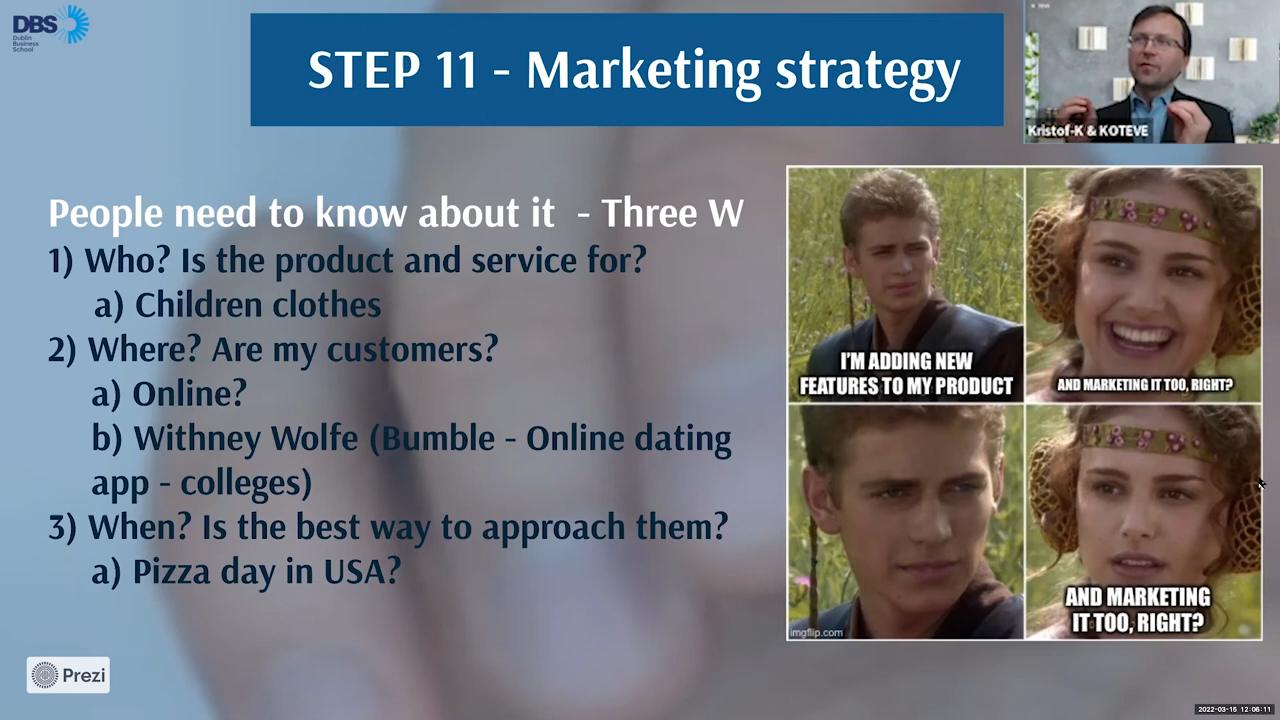 DBS
Dublin
Business
School
STEP 11 - Marketing strategy
Kristof-K & KOTEVE
People need to know about it - Three W
1) Who? Is the product and service for?
a) Children clothes
2) Where? Are my customers?
a) Online?
b) Withney Wolfe (Bumble - Online dating
app - colleges)
3) When? Is the best way to approach them?
a) Pizza day in USA?
I'M ADDING NEW
FEATURES TO MY PRODUCT
AND MARKETING IT TOO, RIGHT?
AND MARKETING
IT TOO, RIGHT?
imgflip.com
Prezi
2022-03-15 12:06:11